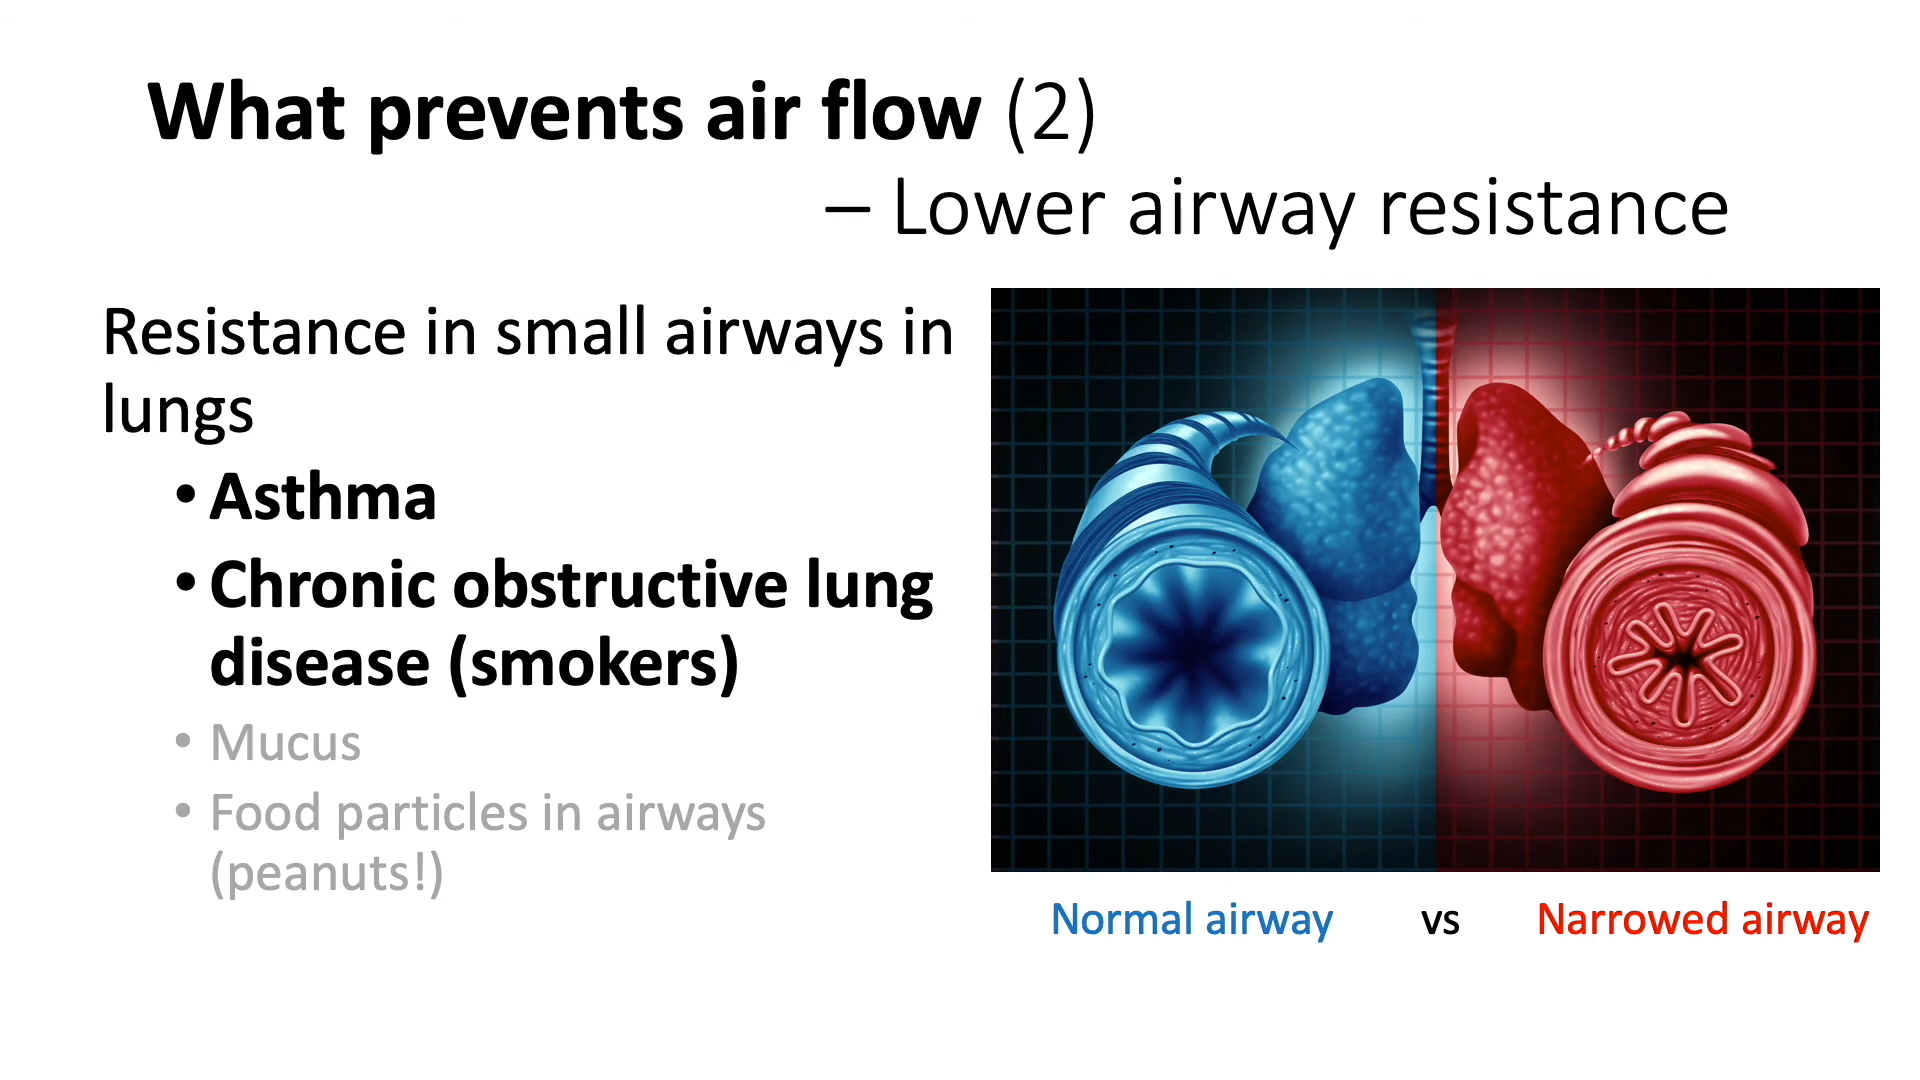 What prevents air flow (2)
– Lower airway resistance
Resistance in small airways in
lungs
• Asthma
• Chronic obstructive lung
disease (smokers)
• Mucus
• Food particles in airways
(peanuts!)
Normal airway vs Narrowed airway